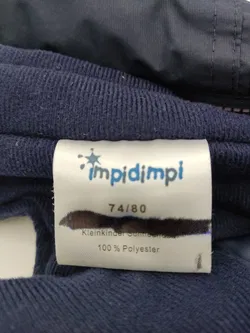 impidimpi
74/80
Kleinkinder
100 % Polyester